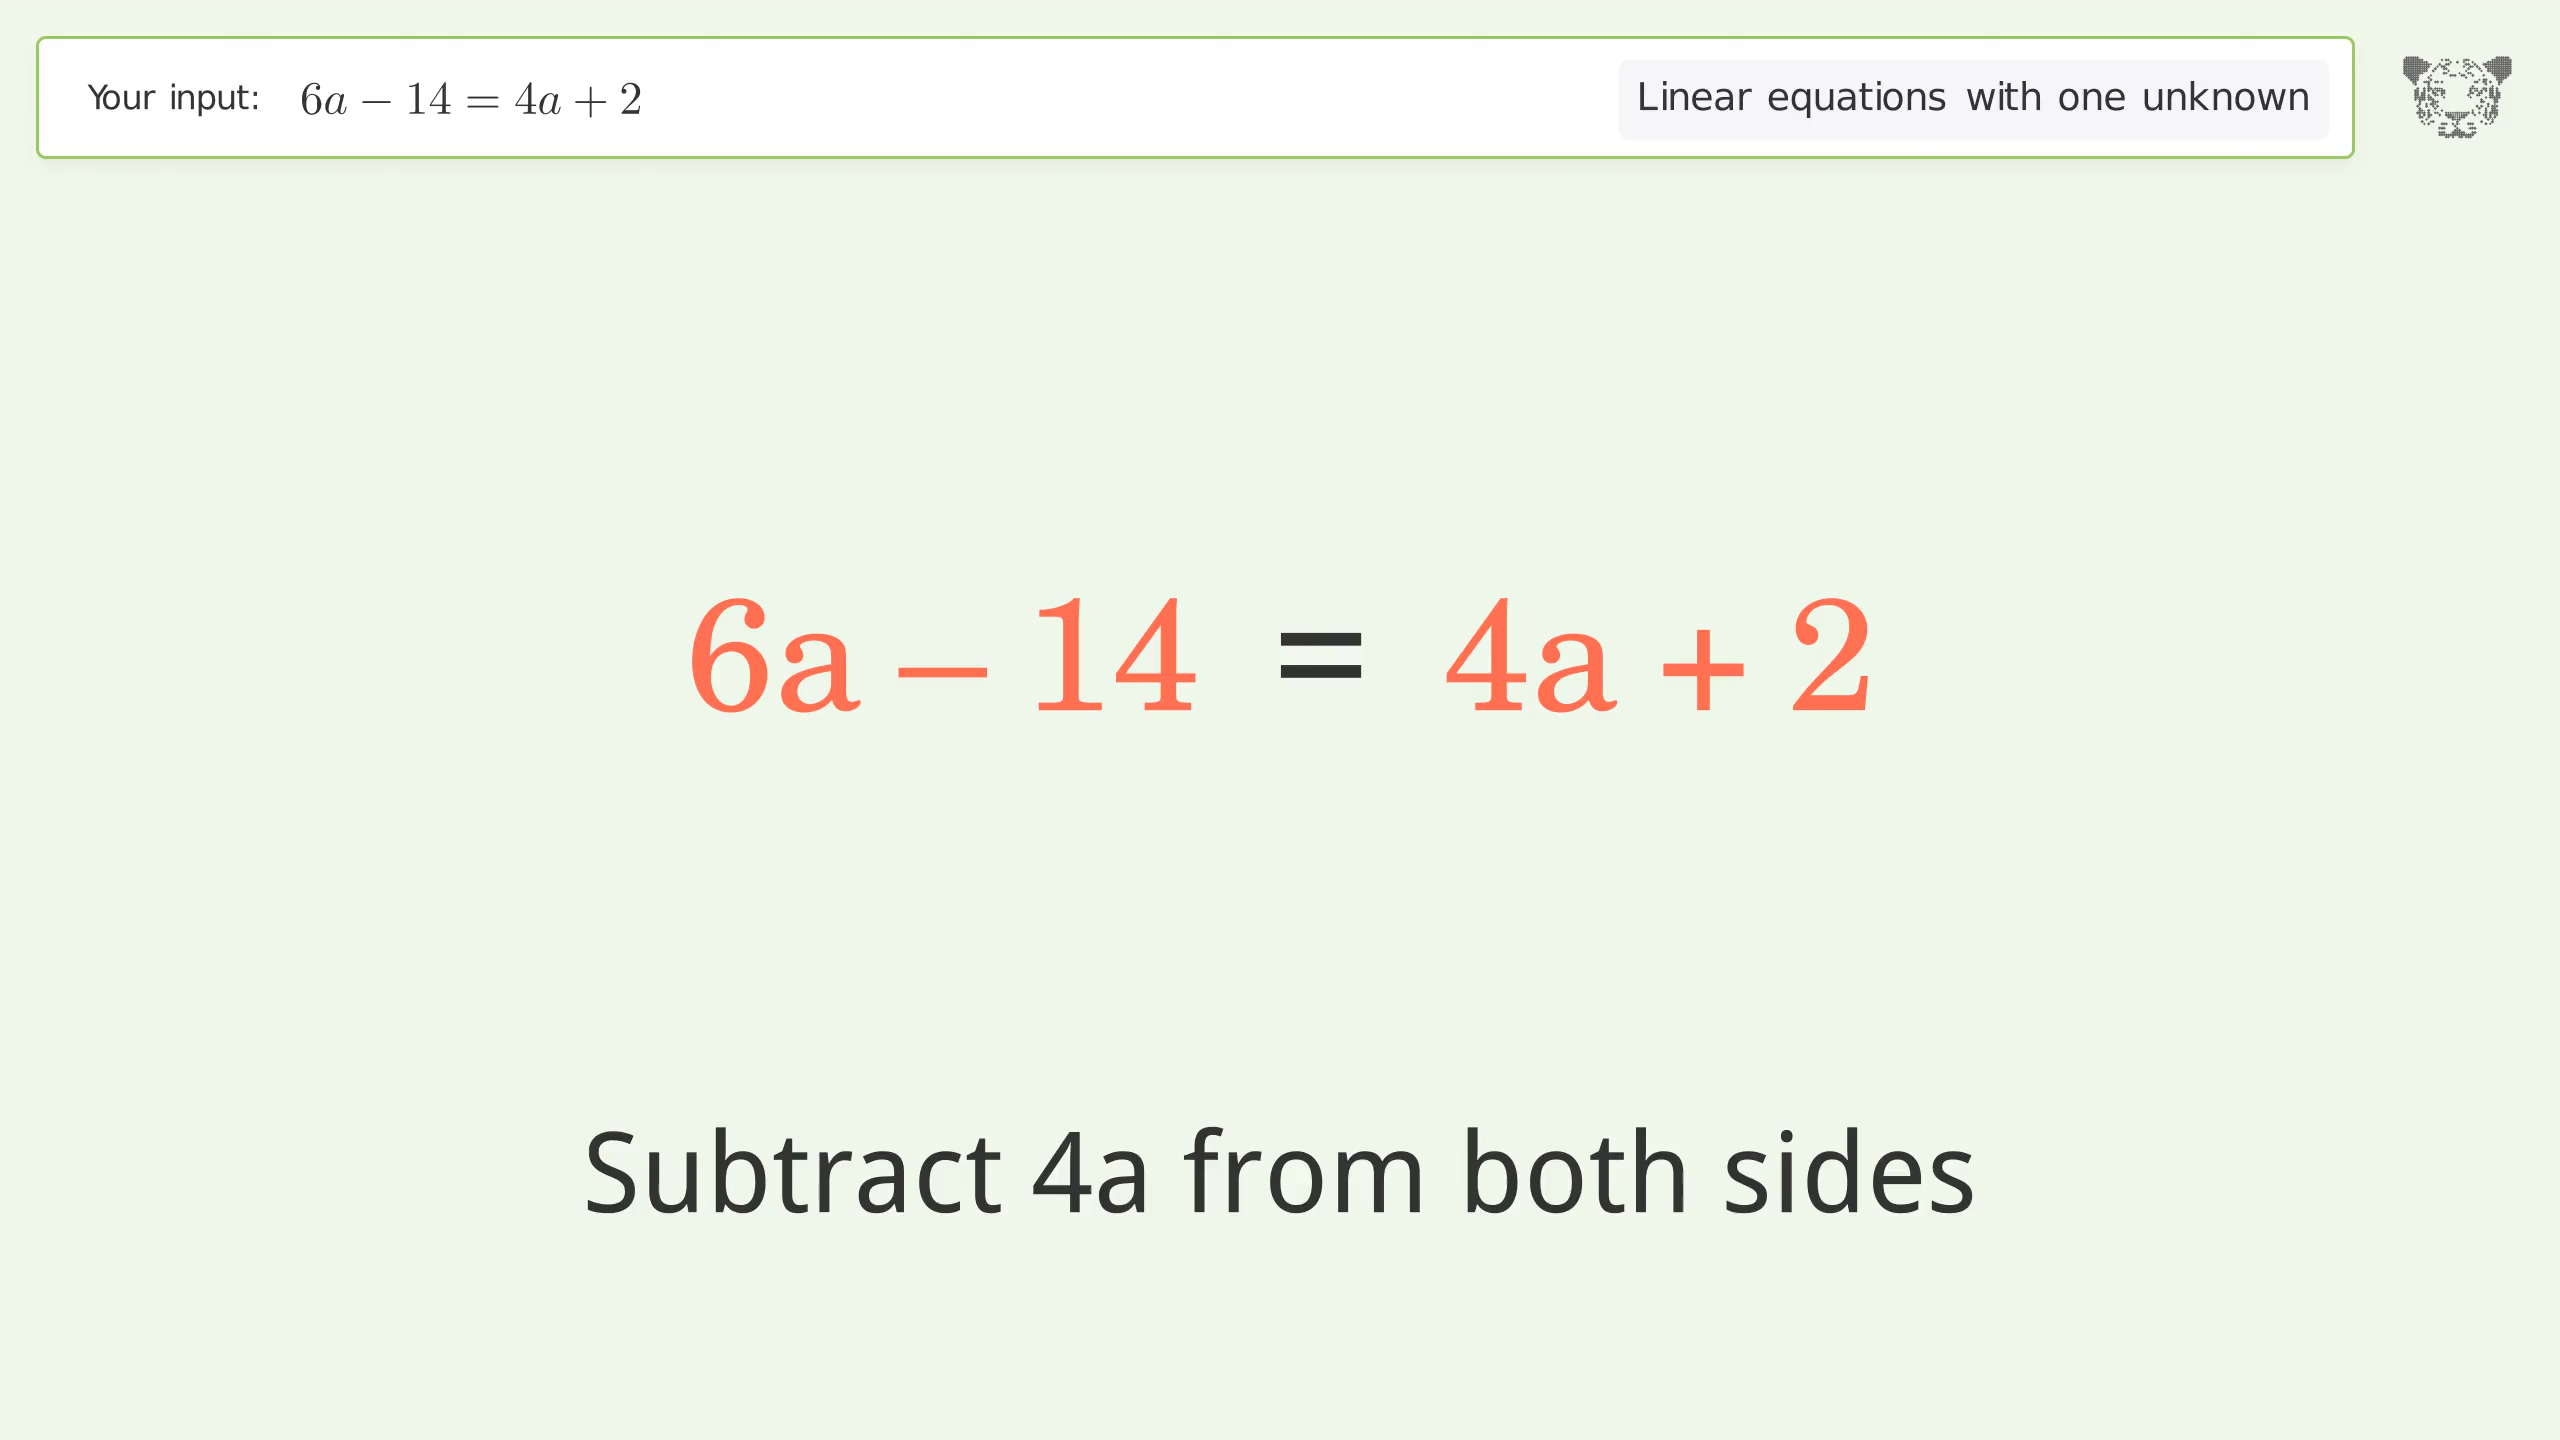 Your input: 6a − 14 = 4a + 2
Linear equations with one unknown
6a – 14 = 4a + 2
Subtract 4a from both sides